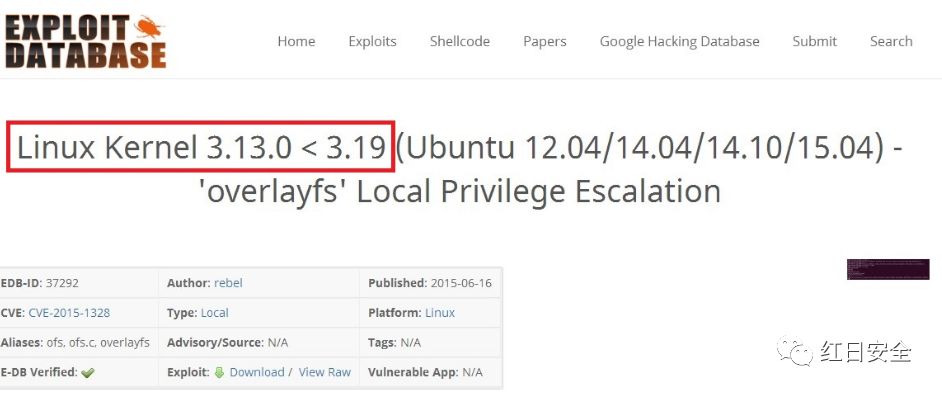 EXPLOIT
DATABASE
Home Exploits Shellcode Papers Google Hacking Database Submit Search
Linux Kernel 3.13.0 < 3.19 (Ubuntu 12.04/14.04/14.10/15.04) -
'overlayfs' Local Privilege Escalation
EDB-ID: 37292 Author: rebel Published: 2015-06-16
CVE: CVE-2015-1328 Type: Local Platform: Linux
Aliases: ofs, ofs.c, overlayfs Advisory/Source: N/A Tags: N/A
E-DB Verified: Exploit: Download / View Raw Vulnerable App: N/A
红日安全